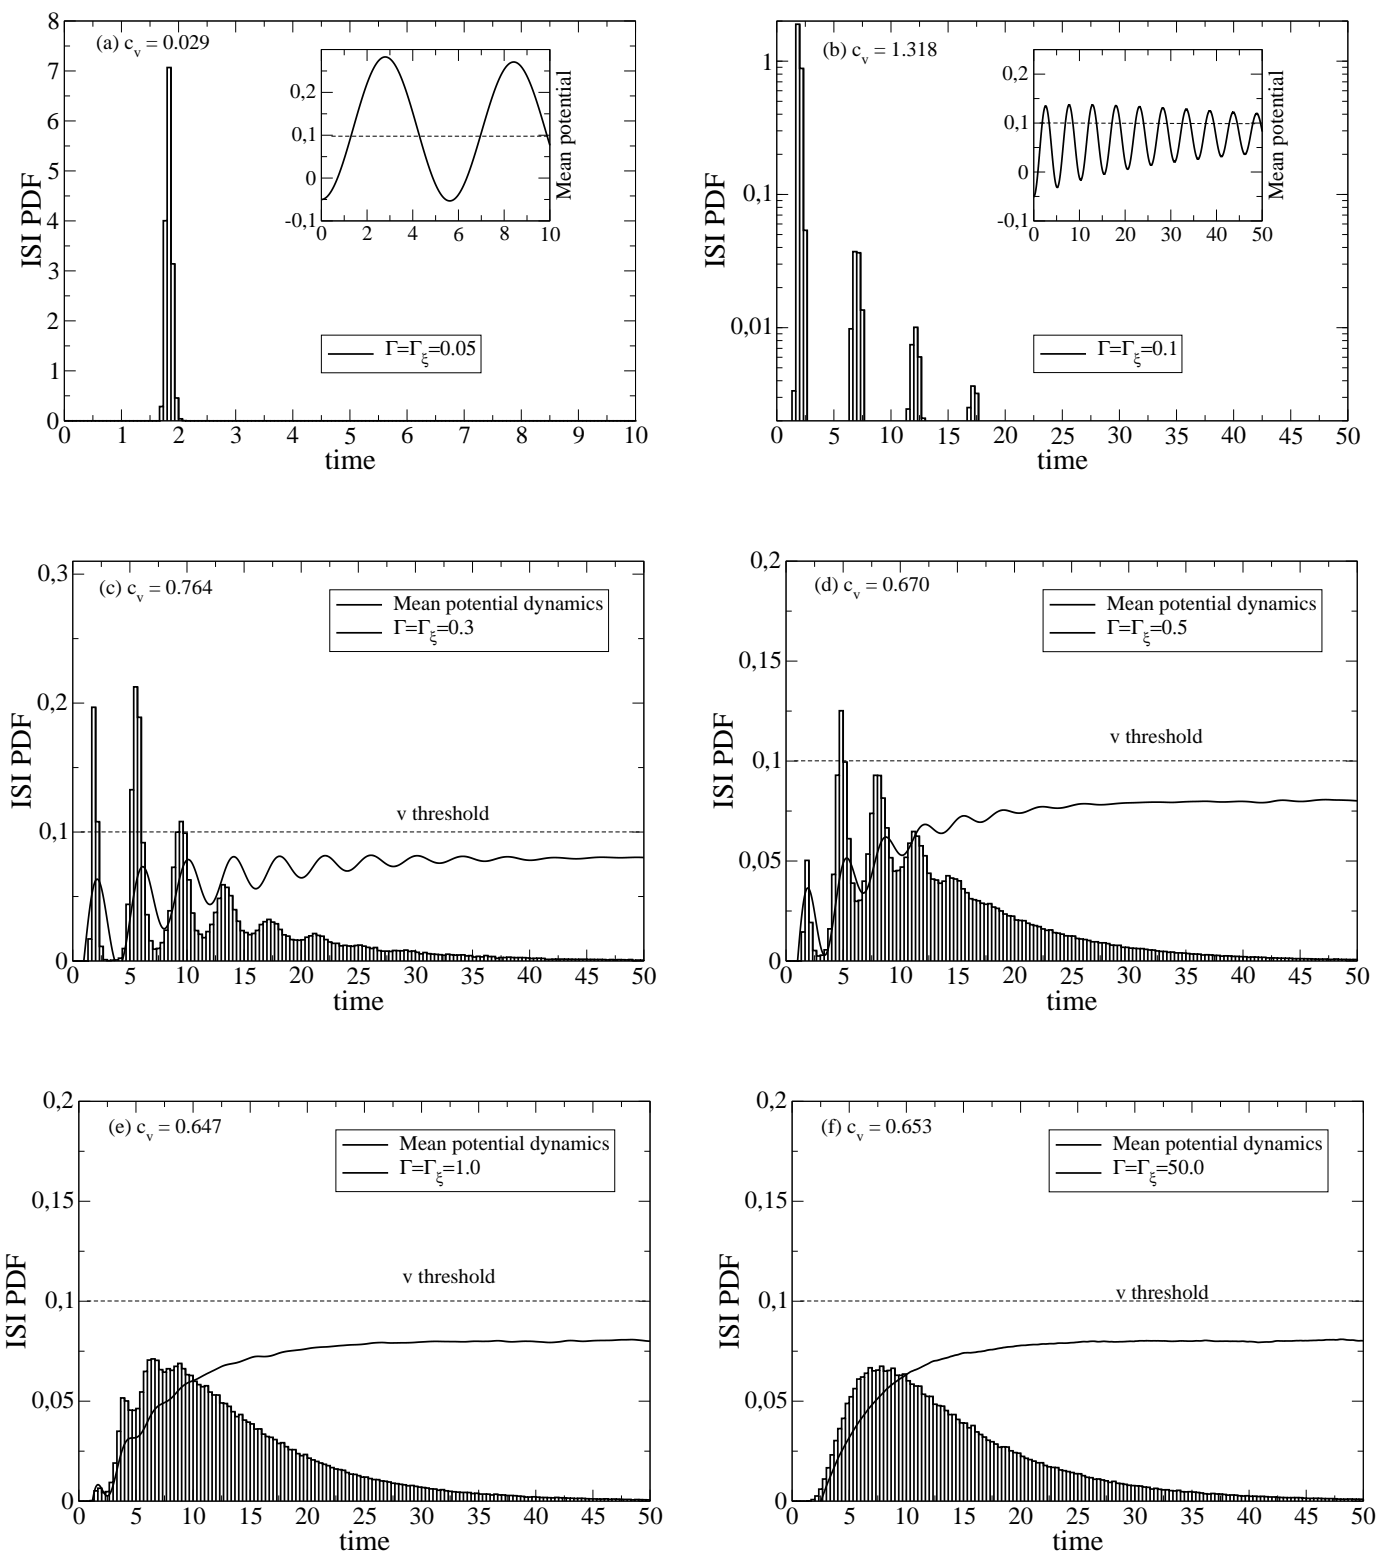 (a) c_v = 0.029
8
7
6
5
4
3
2
1
0
ISI PDF
0,2
0,1
0
-0,1
0 2 4 6 8 10
Mean potential
Γ=Γ_ξ=0.05
0 1 2 3 4 5 6 7 8 9 10
time
(b) c_v = 1.318
1
0,1
0,01
ISI PDF
0,2
0,1
0
-0,1
0 10 20 30 40 50
Mean potential
Γ=Γ_ξ=0.1
0 5 10 15 20 25 30 35 40 45 50
time
(c) c_v = 0.764
0,3
0,2
0,1
0
ISI PDF
Mean potential dynamics
Γ=Γ_ξ=0.3
v threshold
0 5 10 15 20 25 30 35 40 45 50
time
(d) c_v = 0.670
0,2
0,15
0,1
0,05
0
ISI PDF
Mean potential dynamics
Γ=Γ_ξ=0.5
v threshold
0 5 10 15 20 25 30 35 40 45 50
time
(e) c_v = 0.647
0,2
0,15
0,1
0,05
0
ISI PDF
Mean potential dynamics
Γ=Γ_ξ=1.0
v threshold
0 5 10 15 20 25 30 35 40 45 50
time
(f) c_v = 0.653
0,2
0,15
0,1
0,05
0
ISI PDF
Mean potential dynamics
Γ=Γ_ξ=50.0
v threshold
0 5 10 15 20 25 30 35 40 45 50
time